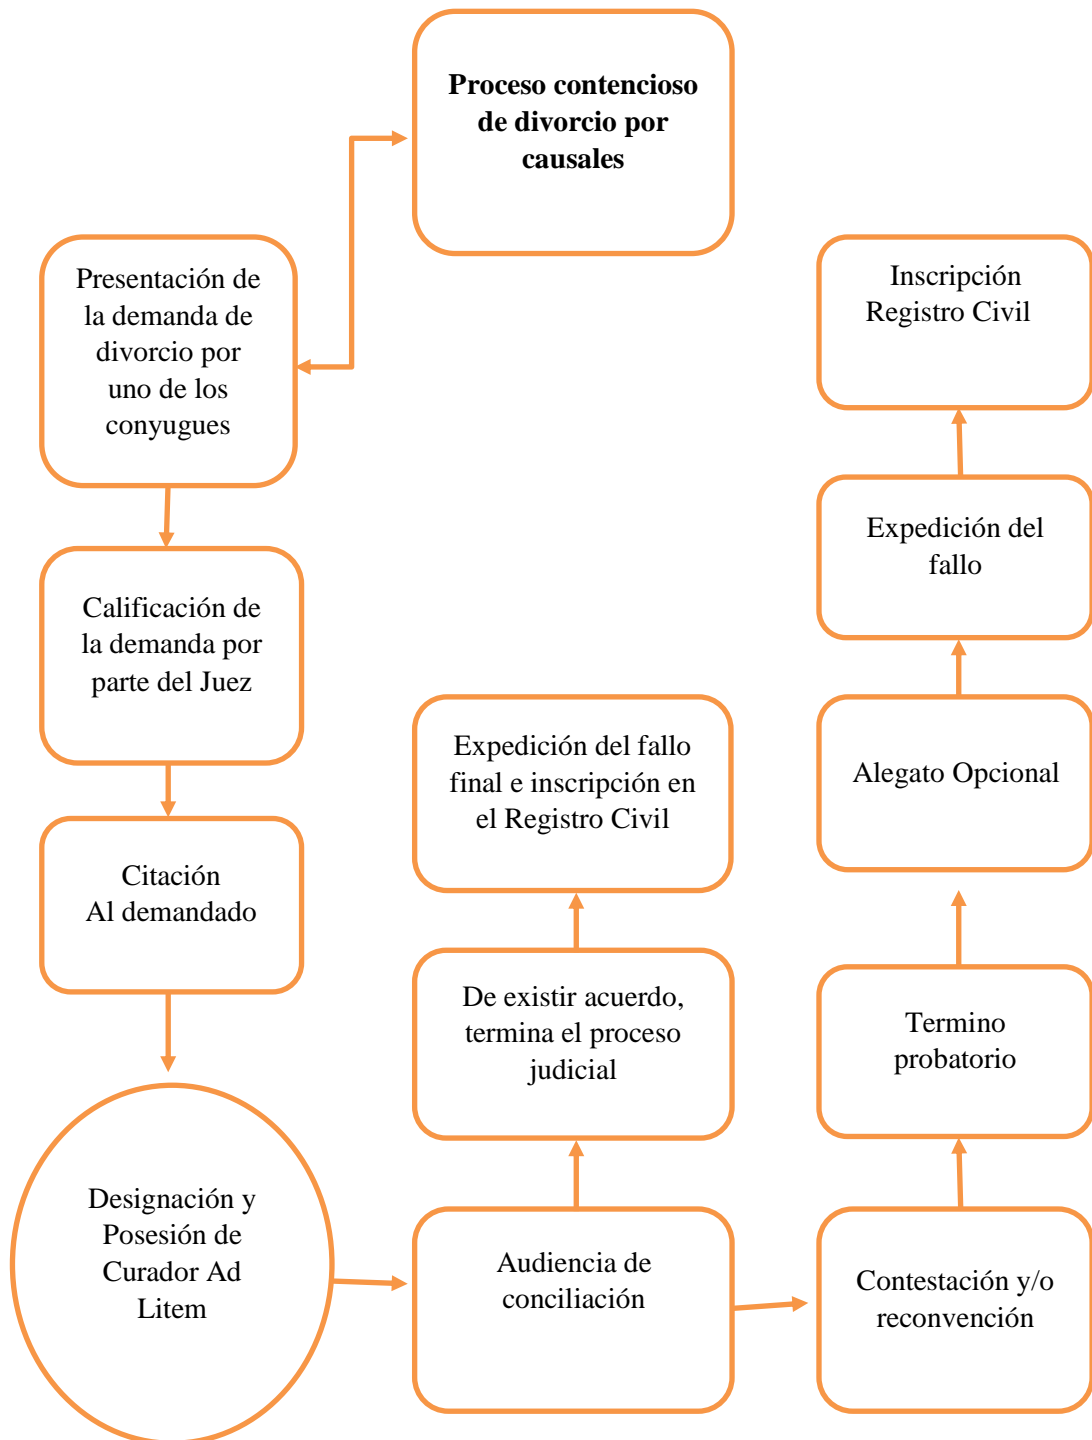 Proceso contencioso
de divorcio por
causales
Presentación de
la demanda de
divorcio por
uno de los
conyugues
Calificación de
la demanda por
parte del Juez
Citación
Al demandado
Designación y
Posesión de
Curador Ad
Litem
Audiencia de
conciliación
De existir acuerdo,
termina el proceso
judicial
Expedición del fallo
final e inscripción en
el Registro Civil
Contestación y/o
reconvención
Termino
probatorio
Alegato Opcional
Expedición del
fallo
Inscripción
Registro Civil